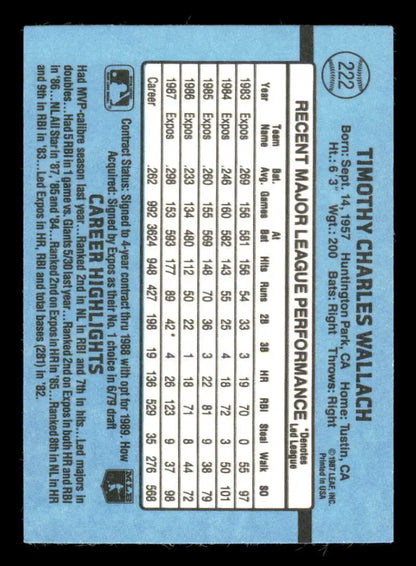 222
TIMOTHY CHARLES WALLACH
Born: Sept. 14, 1957 Huntington Park, CA Home: Tustin, CA
Ht.: 6'3" Wgt.: 200 Bats: Right Throws: Right
©1987 LEAF, INC.
Printed in USA
RECENT MAJOR LEAGUE PERFORMANCE
*Denotes
Led League
Team Bat. At
Year Name Avg. Games Bat Hits Runs 2B 3B HR RBI Steal Walk SO
1983 Expos .269 156 581 156 54 33 3 19 70 0 55 97
1984 Expos .246 160 582 143 55 25 4 18 72 3 50 101
1985 Expos .260 155 569 148 70 36 3 22 81 9 38 79
1986 Expos .233 134 480 112 50 22 1 18 71 8 44 72
1987 Expos .298 153 593 177 89 42* 4 26 123 9 37 98
Career .262 992 3624 948 427 198 19 136 529 35 276 568
Contract Status: Signed to 4-year contract thru 1988 with opt for 1989. How
Acquired: Signed by Expos as their No. 1 choice in 6/79 draft
MLB
CAREER HIGHLIGHTS
Had MVP-calibre season last year...Ranked 2nd in NL in RB and 7th in hits...Led majors in
doubles...Had 5 RBI in 1 game vs. Giants 5/00 last year...Ranked 2nd on Expos in both HR and RBI
in '86...NL All Star in '87, '85 and '84...Ranked 2nd on Expos in HR in '85...Ranked 8th in NL in HR
and 9th in RBI in '83...Led Expos in HR, RBI and total bases (281) in '82.